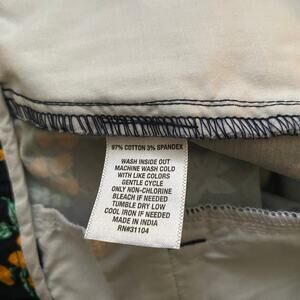 97% COTTON 3% SPANDEX
WASH INSIDE OUT
MACHINE WASH COLD
WITH LIKE COLORS
GENTLE CYCLE
ONLY NON-CHLORINE
BLEACH IF NEEDED
TUMBLE DRY LOW
COOL IRON IF NEEDED
MADE IN INDIA
RN#31104